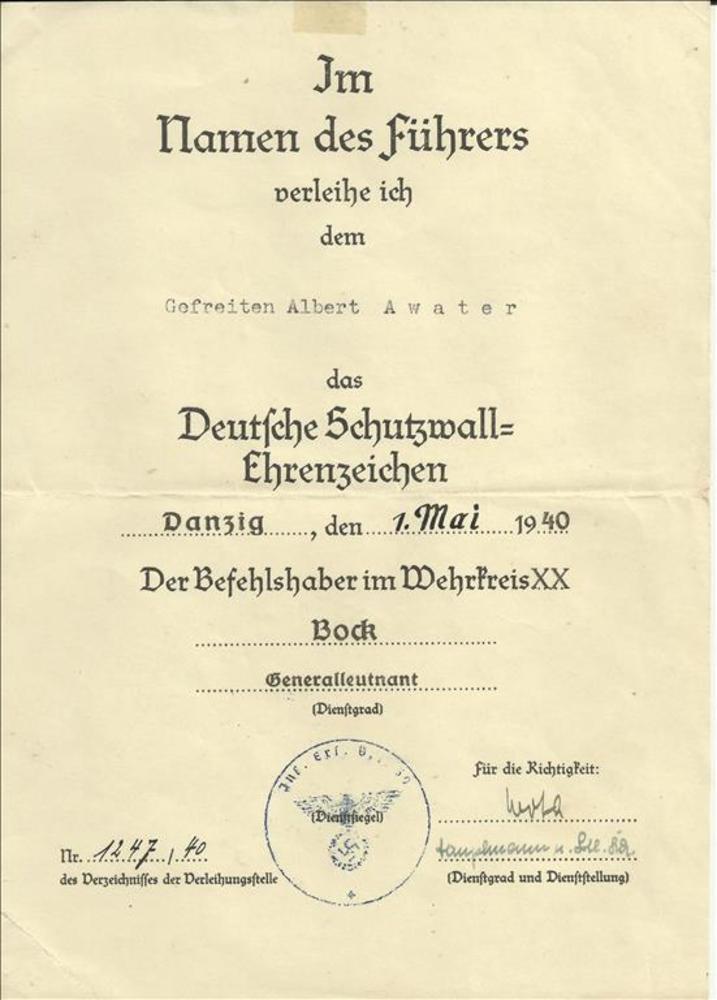 Im
Namen des Führers
verleihe ich
dem
Gefreiten Albert Awater
das
Deutsche Schutzwall=
Ehrenzeichen
Danzig, den 1. Mai 1940
Der Befehlshaber im Wehrkreis XX
Bock
Generalleutnant
(Dienstgrad)
Inf. Ers.
(Dienstsiegel)
Für die Richtigkeit:
Nr. 1247 / 40
des Verzeichnisses der Verleihungsstelle
(Dienstgrad und Dienststellung)